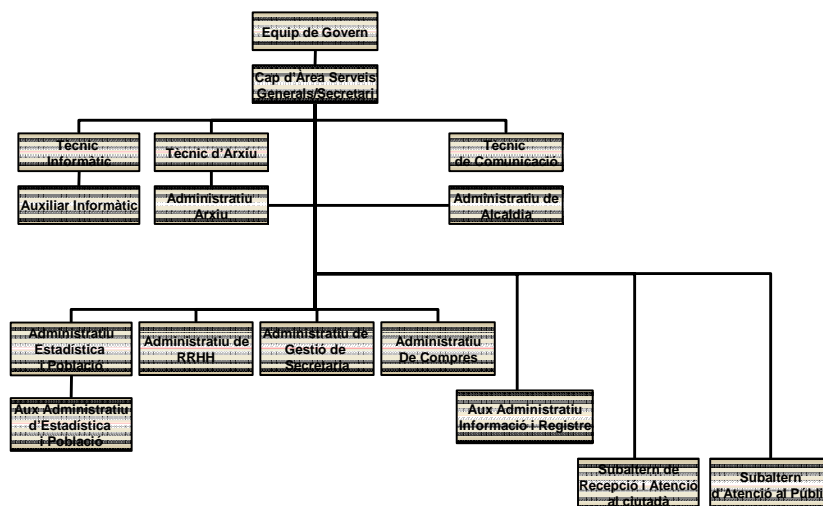 Equip de Govern
Cap d'Àrea Serveis
Generals/Secretari
Tècnic
Informàtic
Tècnic d'Arxiu
Tècnic
de Comunicació
Auxiliar Informàtic
Administratiu
Arxiu
Administratiu de
Alcaldia
Administratiu
Estadística
I Població
Administratiu de
RRHH
Administratiu de
Gestió de
Secretaria
Administratiu
De Compres
Aux Administratiu
d'Estadística
i Població
Aux Administratiu
Informació i Registre
Subaltern de
Recepció i Atenció
al ciutadà
Subaltern
d'Atenció al Públi